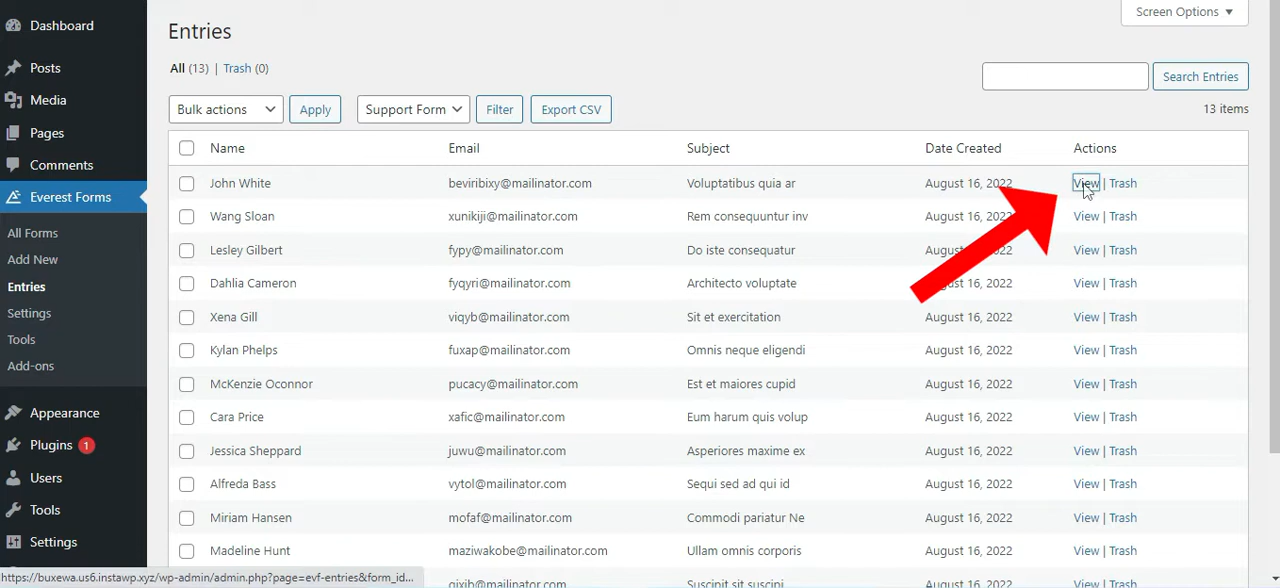 Dashboard
Posts
Media
Pages
Comments
Everest Forms
All Forms
Add New
Entries
Settings
Tools
Add-ons
Appearance
Plugins 1
Users
Tools
Settings
Screen Options ▼
Entries
All (13) | Trash (0)
Search Entries
Bulk actions Apply Support Form Filter Export CSV 13 items
Name Email Subject Date Created Actions
John White beviribixy@mailinator.com Voluptatibus quia ar August 16, 2022 View | Trash
Wang Sloan xunikiji@mailinator.com Rem consequuntur inv August 16, 2022 View | Trash
Lesley Gilbert fypy@mailinator.com Do iste consequatur August 16, 2022 View | Trash
Dahlia Cameron fyqyri@mailinator.com Architecto voluptate August 16, 2022 View | Trash
Xena Gill viqyb@mailinator.com Sit et exercitation August 16, 2022 View | Trash
Kylan Phelps fuxap@mailinator.com Omnis neque eligendi August 16, 2022 View | Trash
McKenzie Oconnor pucacy@mailinator.com Est et maiores cupid August 16, 2022 View | Trash
Cara Price xafic@mailinator.com Eum harum quis volup August 16, 2022 View | Trash
Jessica Sheppard juwu@mailinator.com Asperiores maxime ex August 16, 2022 View | Trash
Alfreda Bass vytol@mailinator.com Sequi sed ad qui id August 16, 2022 View | Trash
Miriam Hansen mofaf@mailinator.com Commodi pariatur Ne August 16, 2022 View | Trash
Madeline Hunt maziwakobe@mailinator.com Ullam omnis corporis August 16, 2022 View | Trash
Suscipit sit suscipi August 16, 2022 View | Trash
https://buxewa.us6.instawp.xyz/wp-admin/admin.php?page=evf-entries&form_id...